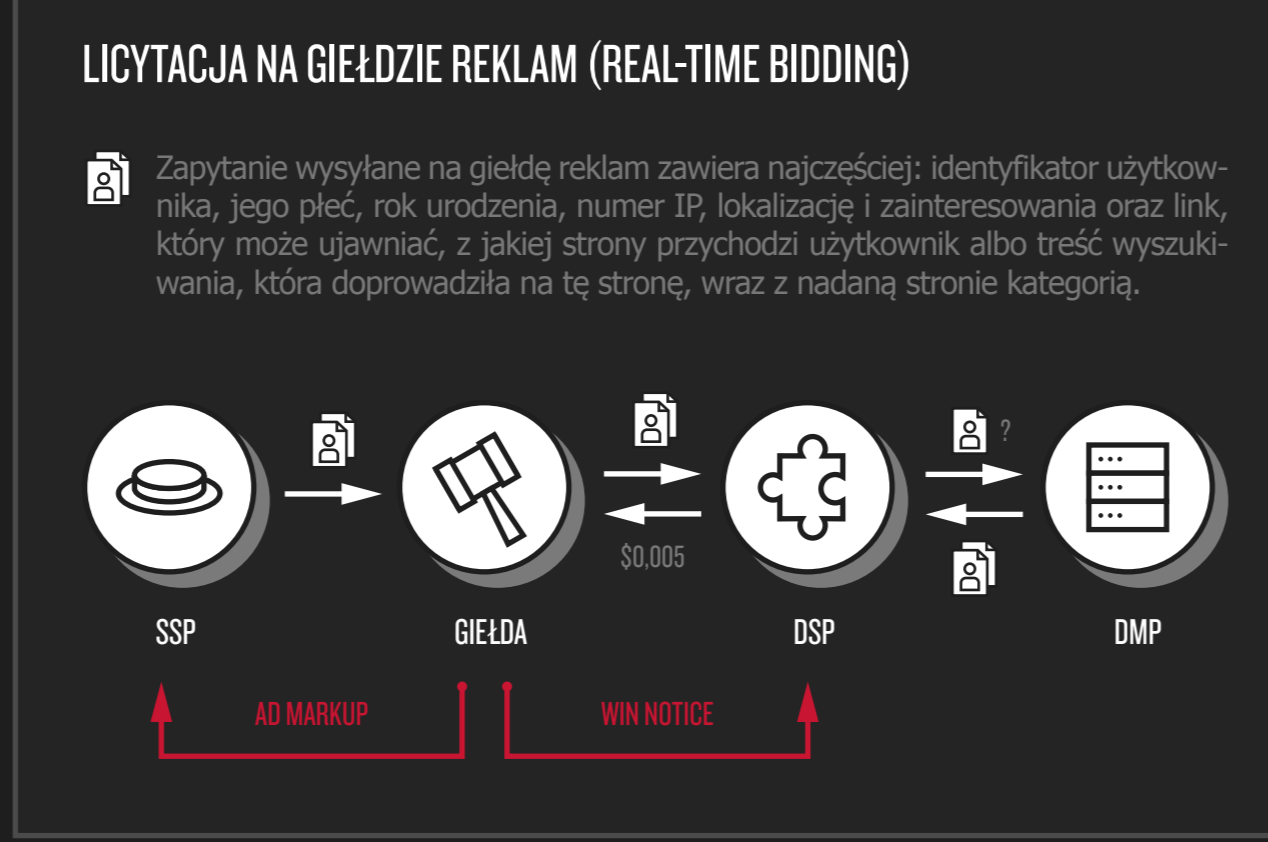 LICYTACJA NA GIEŁDZIE REKLAM (REAL-TIME BIDDING)
Zapytanie wysyłane na giełdę reklam zawiera najczęściej: identyfikator użytkow-
nika, jego płeć, rok urodzenia, numer IP, lokalizację i zainteresowania oraz link,
który może ujawniać, z jakiej strony przychodzi użytkownik albo treść wyszuki-
wania, która doprowadziła na tę stronę, wraz z nadaną stronie kategorią.
?
$0,005
SSP
GIEŁDA
DSP
DMP
AD MARKUP
WIN NOTICE